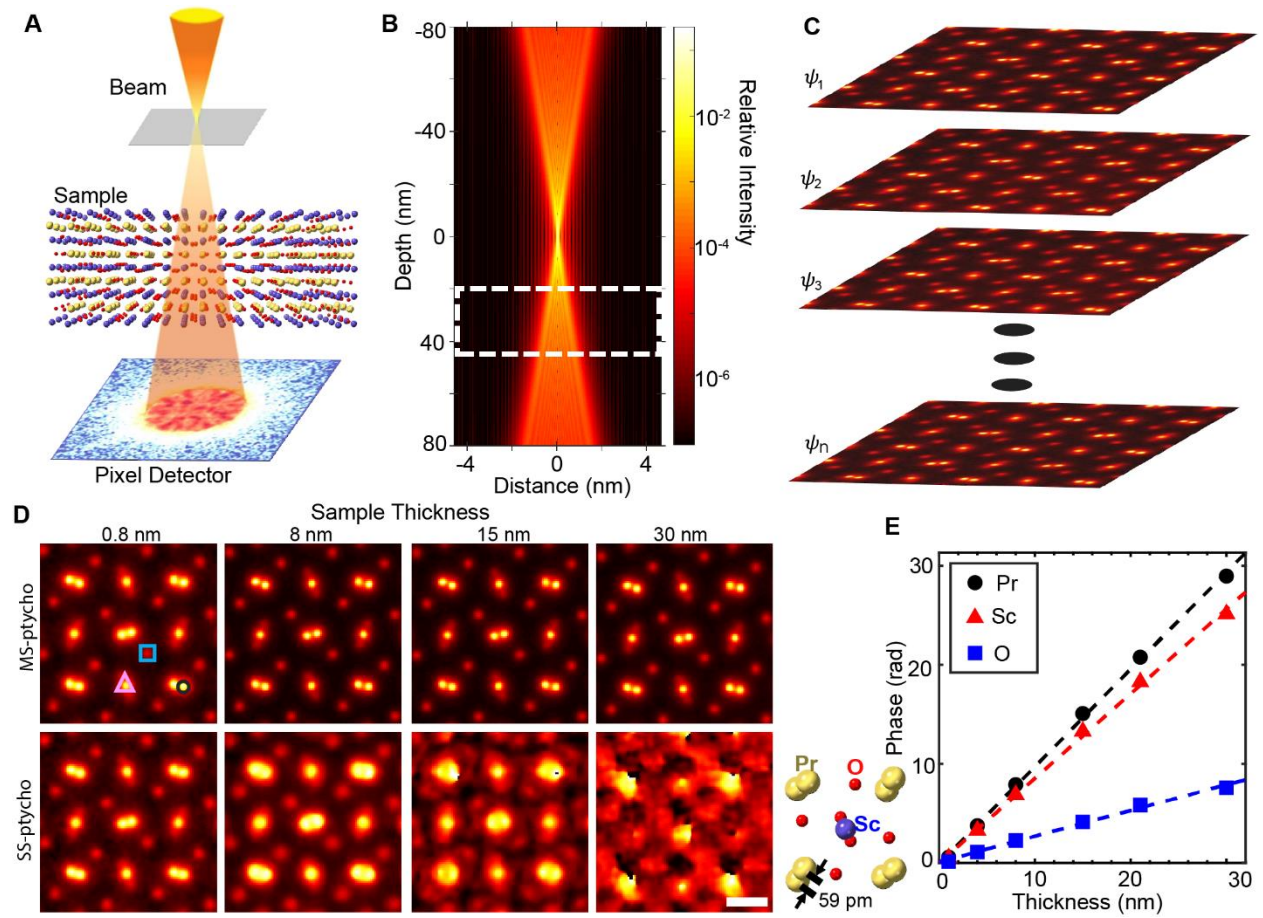 A
Beam
Sample
Pixel Detector
B
-80
-40
0
40
80
Depth (nm)
-4
0
4
Distance (nm)
10-2
10-4
10-6
Relative Intensity
C
ψ1
ψ2
ψ3
ψn
D
Sample Thickness
0.8 nm
8 nm
15 nm
30 nm
MS-ptycho
SS-ptycho
Pr
O
Sc
59 pm
E
30
20
10
0
Phase (rad)
Pr
Sc
O
0
10
20
30
Thickness (nm)